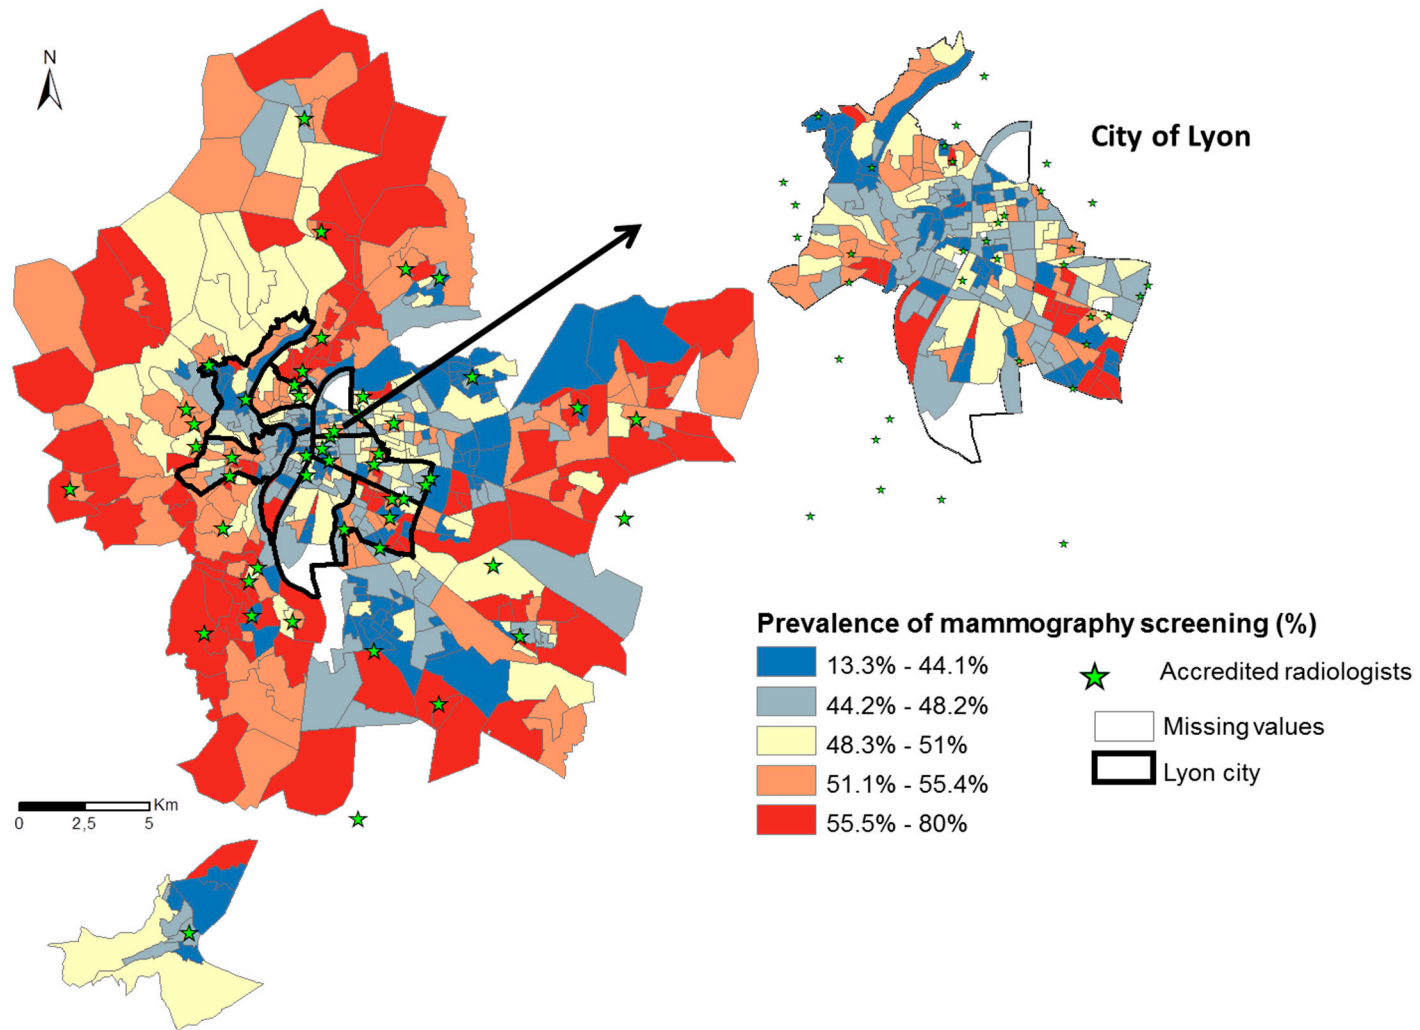 N
City of Lyon
Prevalence of mammography screening (%)
13.3% - 44.1%
44.2% - 48.2%
48.3% - 51%
51.1% - 55.4%
55.5% - 80%
Accredited radiologists
Missing values
Lyon city
Km
0 2,5 5